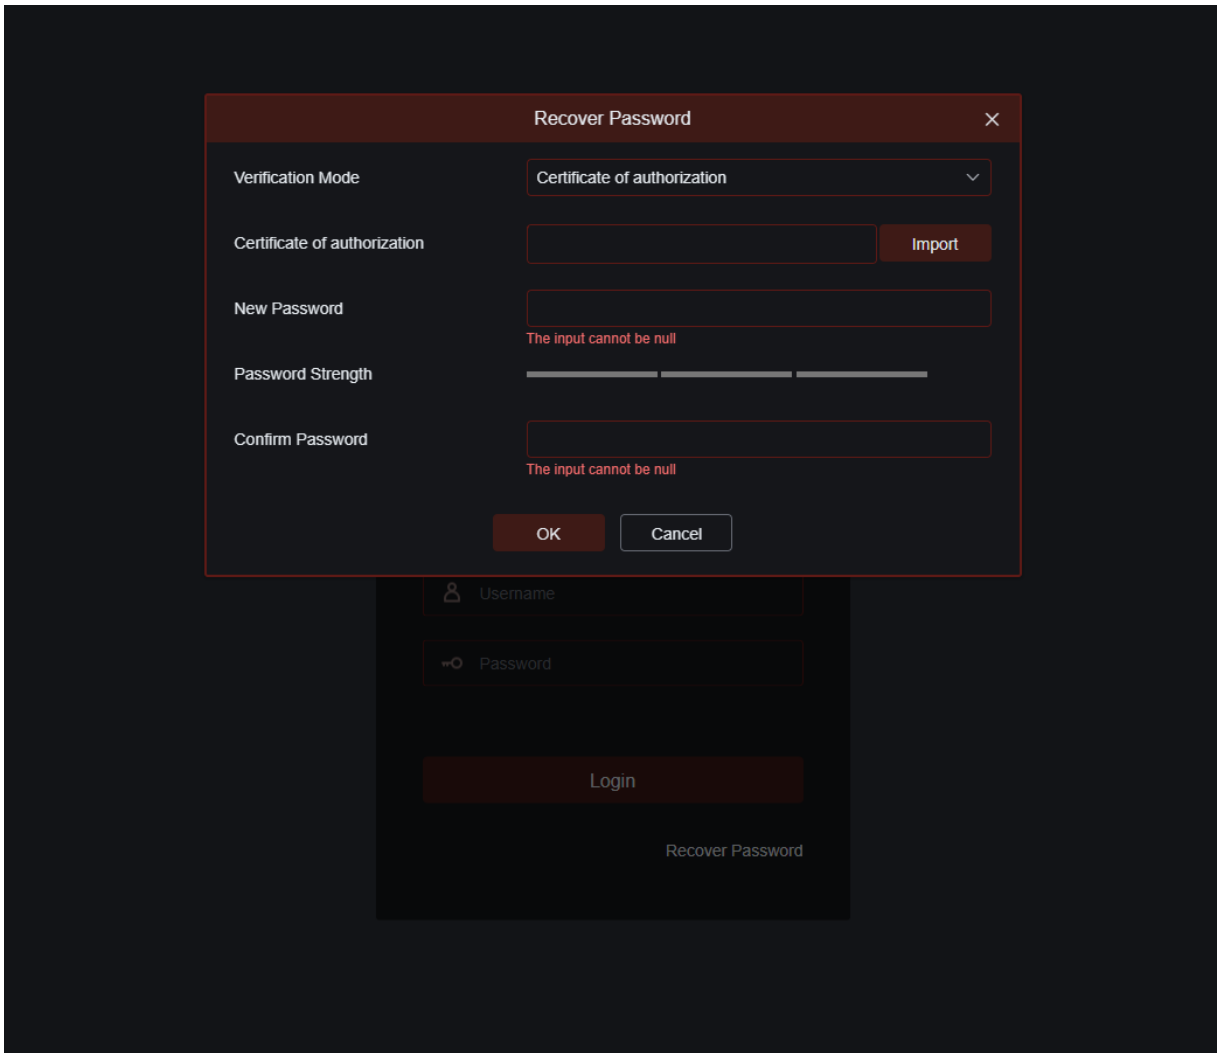 Recover Password
Verification Mode
Certificate of authorization
Certificate of authorization
Import
New Password
The input cannot be null
Password Strength
Confirm Password
The input cannot be null
OK
Cancel
Username
Password
Login
Recover Password